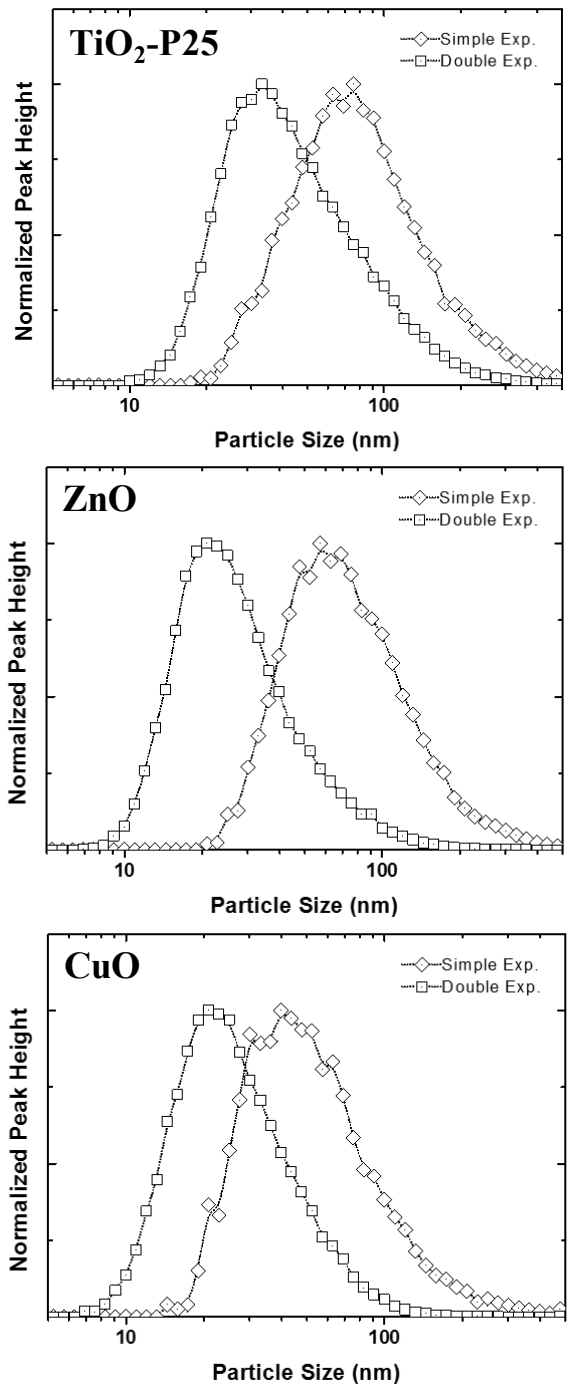 TiO₂-P25
Simple Exp.
Double Exp.
Normalized Peak Height
10
100
Particle Size (nm)
ZnO
Simple Exp.
Double Exp.
Normalized Peak Height
10
100
Particle Size (nm)
CuO
Simple Exp.
Double Exp.
Normalized Peak Height
10
100
Particle Size (nm)